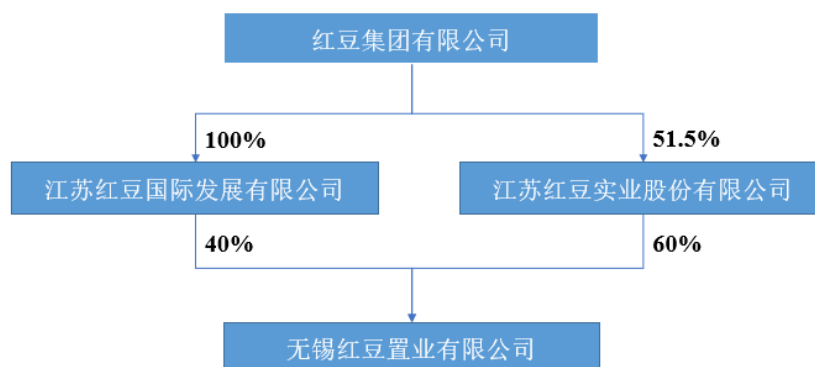 红豆集团有限公司
100%
51.5%
江苏红豆国际发展有限公司
江苏红豆实业股份有限公司
40%
60%
无锡红豆置业有限公司